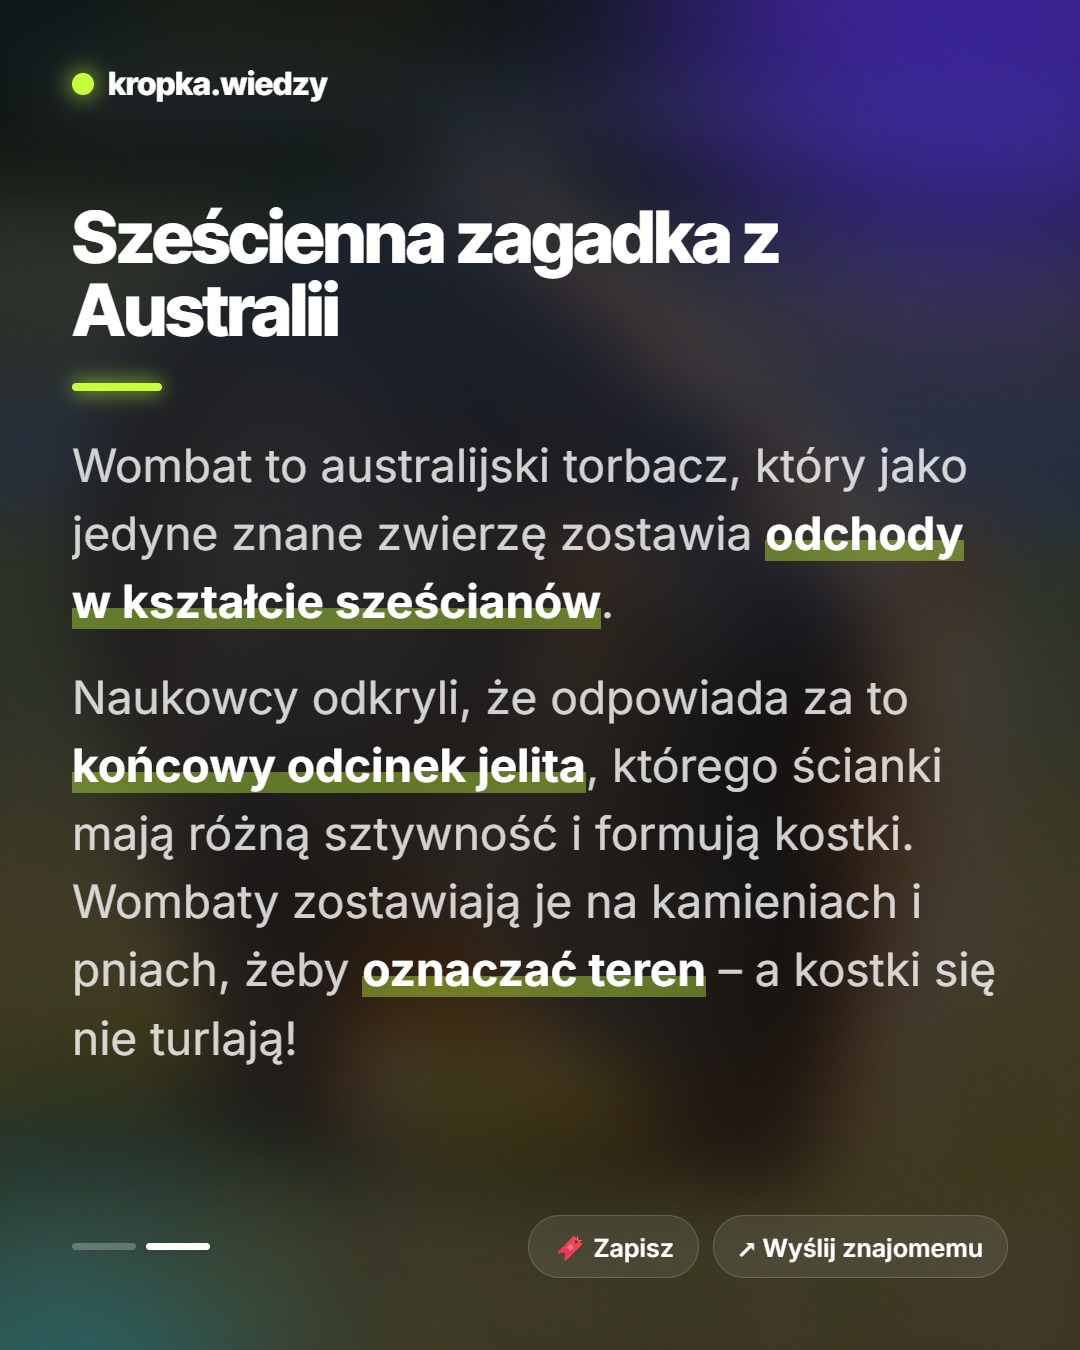 kropka.wiedzy
Sześcienna zagadka z
Australii
Wombat to australijski torbacz, który jako
jedyne znane zwierzę zostawia odchody
w kształcie sześcianów.
Naukowcy odkryli, że odpowiada za to
końcowy odcinek jelita, którego ścianki
mają różną sztywność i formują kostki.
Wombaty zostawiają je na kamieniach i
pniach, żeby oznaczać teren – a kostki się
nie turlają!
Zapisz
↗ Wyślij znajomemu